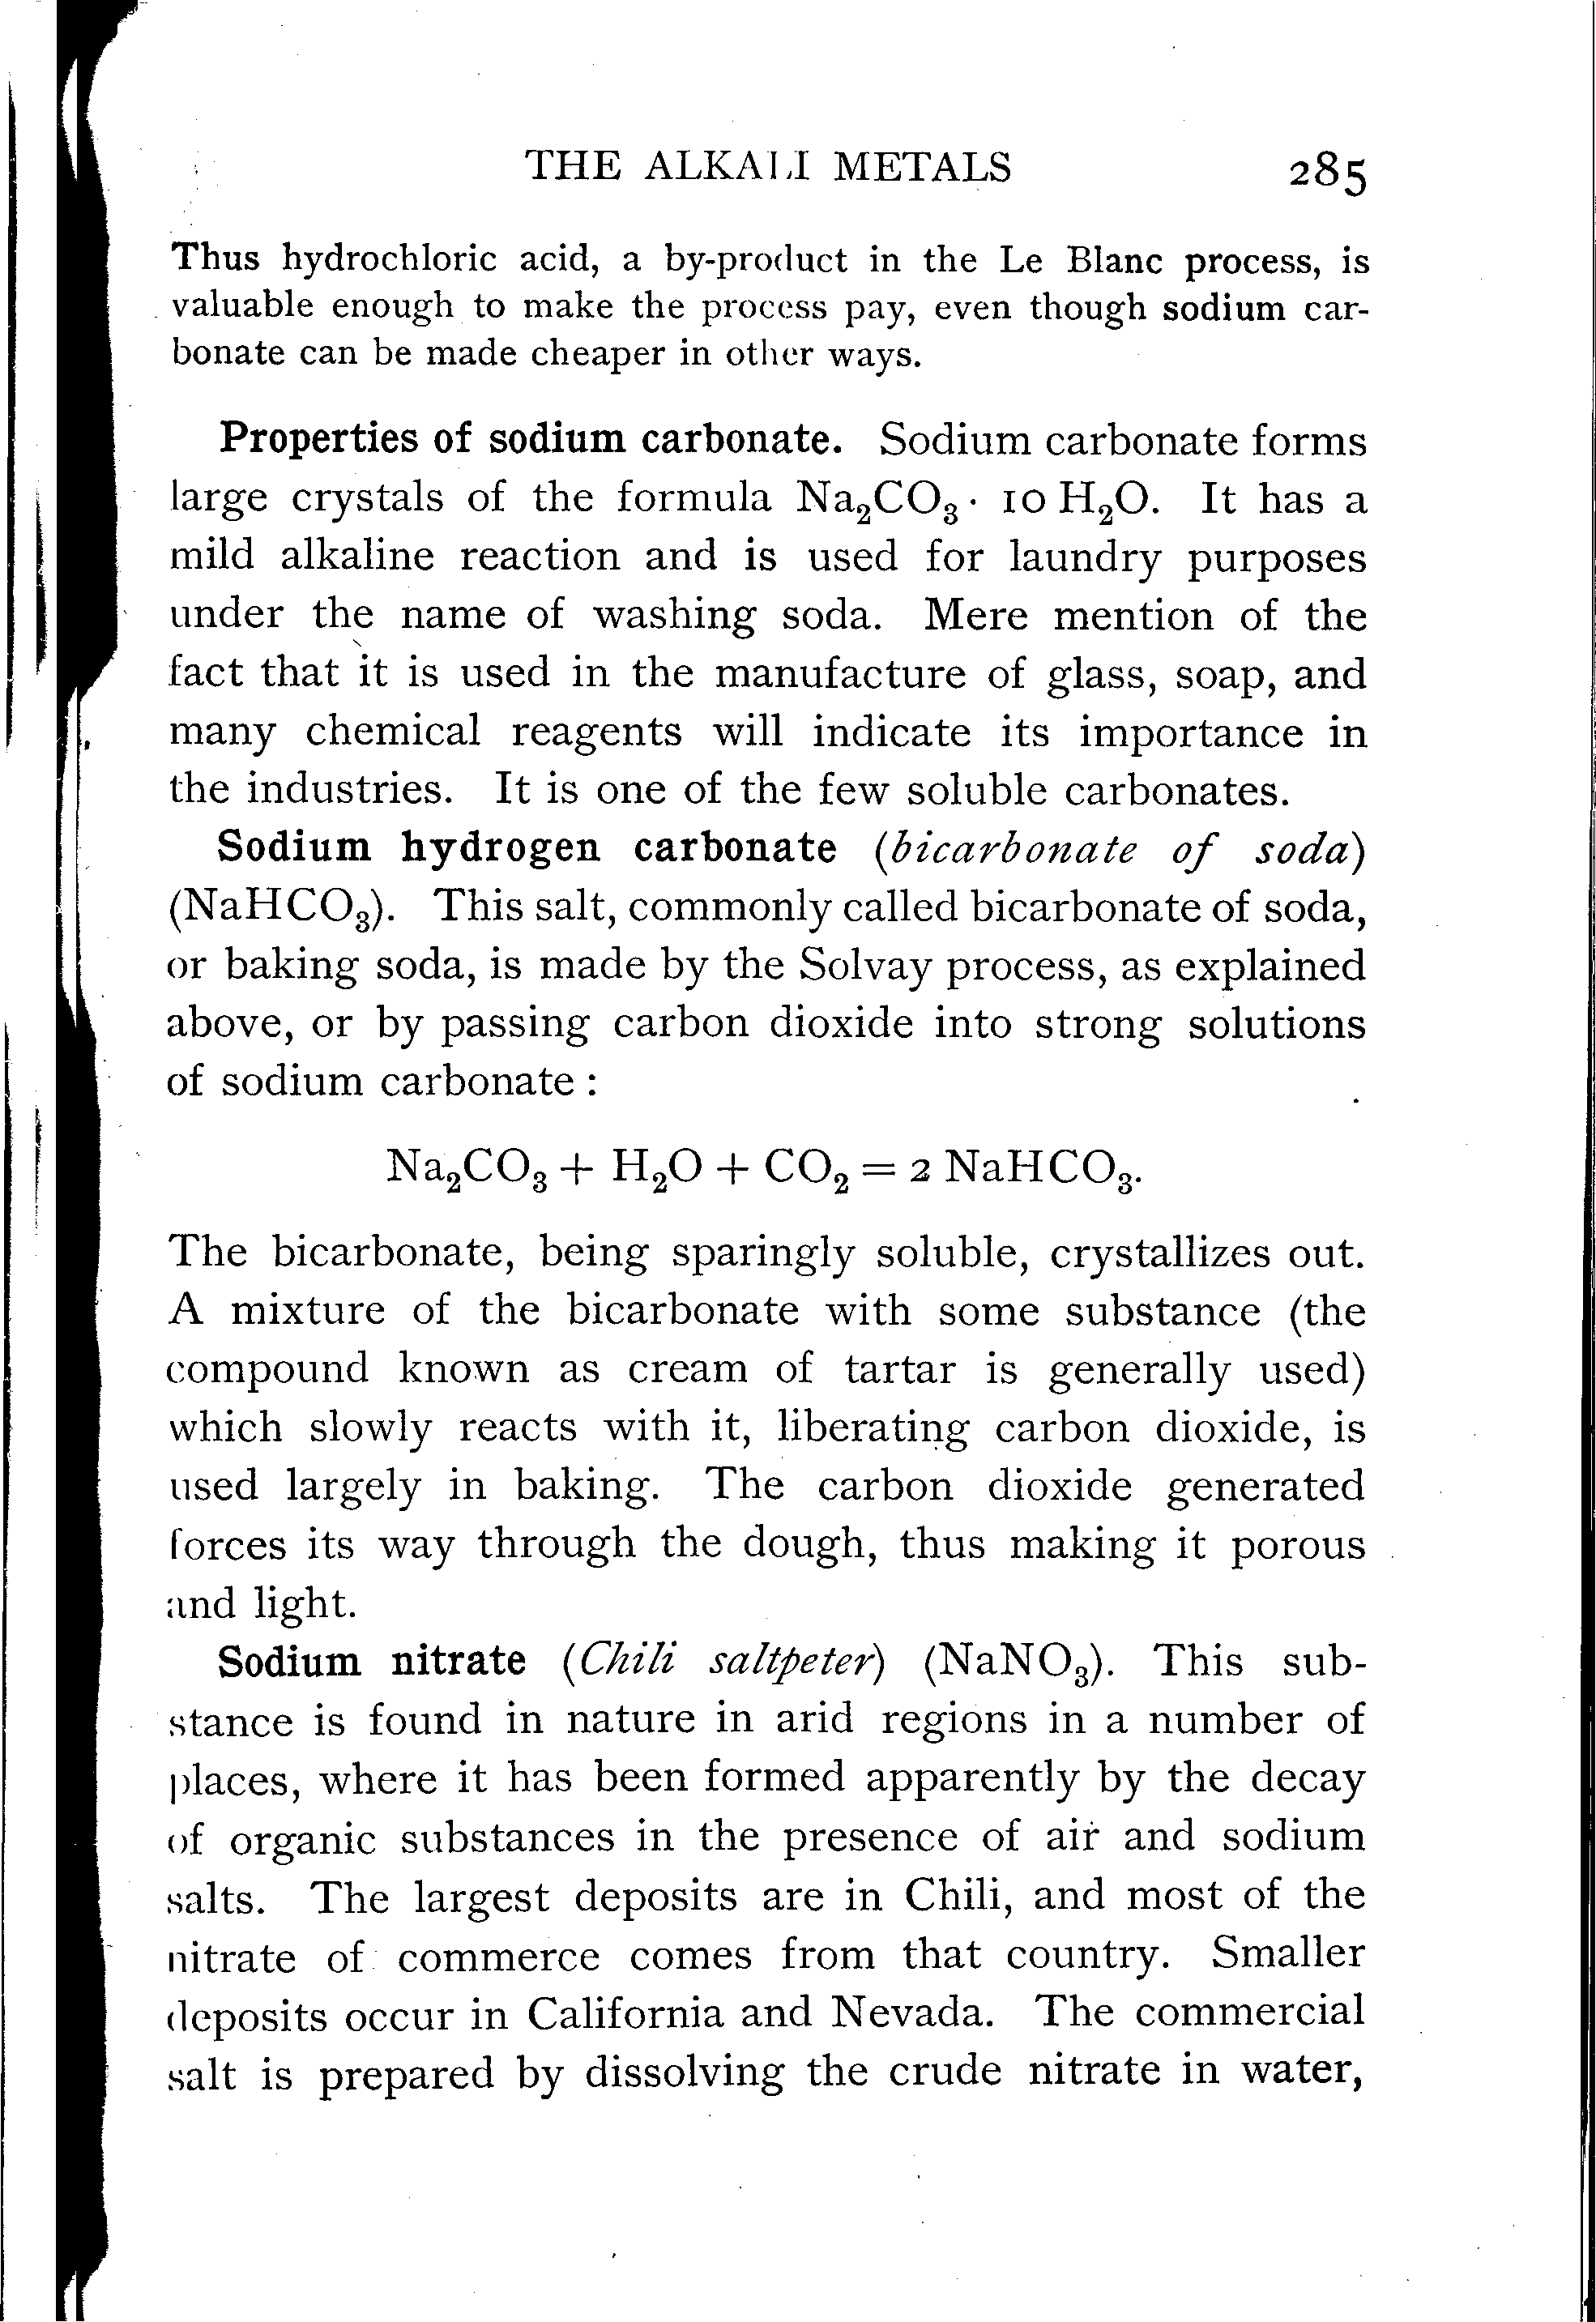 THE ALKALI METALS 285
Thus hydrochloric acid, a by-product in the Le Blanc process, is
valuable enough to make the process pay, even though sodium car-
bonate can be made cheaper in other ways.
Properties of sodium carbonate. Sodium carbonate forms
large crystals of the formula Na₂CO₃ · 10 H₂O. It has a
mild alkaline reaction and is used for laundry purposes
under the name of washing soda. Mere mention of the
fact that it is used in the manufacture of glass, soap, and
many chemical reagents will indicate its importance in
the industries. It is one of the few soluble carbonates.
Sodium hydrogen carbonate (bicarbonate of soda)
(NaHCO₃). This salt, commonly called bicarbonate of soda,
or baking soda, is made by the Solvay process, as explained
above, or by passing carbon dioxide into strong solutions
of sodium carbonate :
Na₂CO₃ + H₂O + CO₂ = 2 NaHCO₃.
The bicarbonate, being sparingly soluble, crystallizes out.
A mixture of the bicarbonate with some substance (the
compound known as cream of tartar is generally used)
which slowly reacts with it, liberating carbon dioxide, is
used largely in baking. The carbon dioxide generated
forces its way through the dough, thus making it porous
and light.
Sodium nitrate (Chili saltpeter) (NaNO₃). This sub-
stance is found in nature in arid regions in a number of
places, where it has been formed apparently by the decay
of organic substances in the presence of air and sodium
salts. The largest deposits are in Chili, and most of the
nitrate of commerce comes from that country. Smaller
deposits occur in California and Nevada. The commercial
salt is prepared by dissolving the crude nitrate in water,